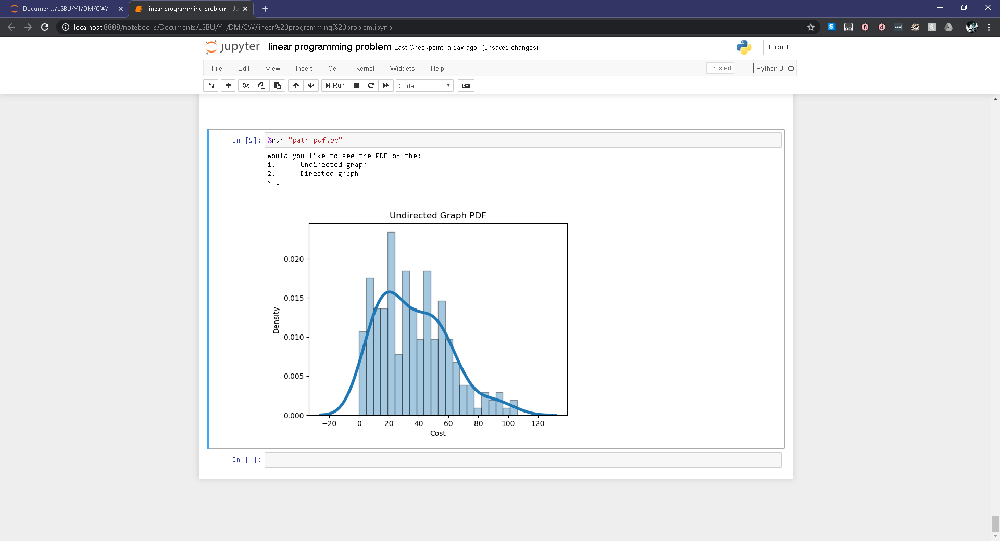 Documents/LSBU/Y1/DM/CW/
linear programming problem - Ju
localhost:8888/notebooks/Documents/LSBU/Y1/DM/CW/linear%20programming%20problem.ipynb
jupyter linear programming problem Last Checkpoint: a day ago (unsaved changes)
Logout
File Edit View Insert Cell Kernel Widgets Help
Trusted
Python 3
Run
Code
In [5]: %run "path pdf.py"
Would you like to see the PDF of the:
1. Undirected graph
2. Directed graph
> 1
Undirected Graph PDF
0.020
0.015
0.010
0.005
0.000
Density
−20 0 20 40 60 80 100 120
Cost
In [ ]: